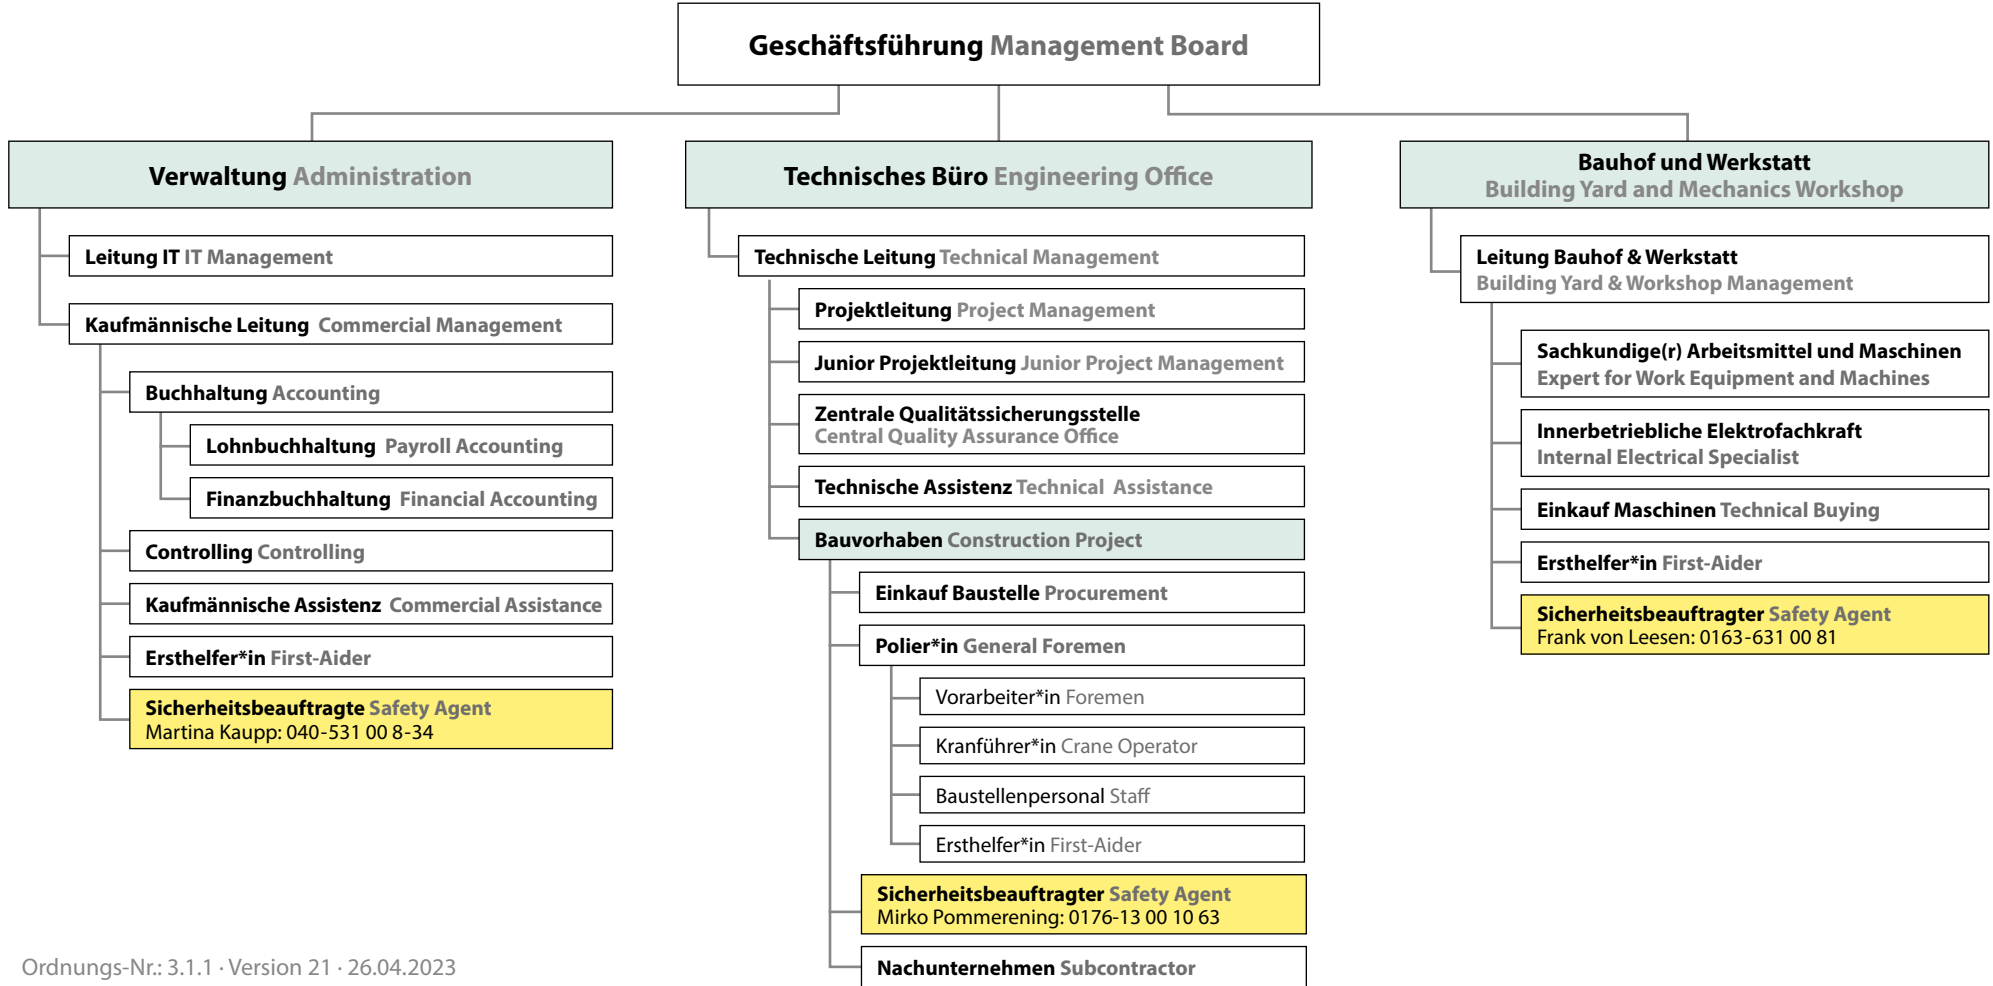 Geschäftsführung Management Board
Verwaltung Administration
Leitung IT IT Management
Kaufmännische Leitung Commercial Management
Buchhaltung Accounting
Lohnbuchhaltung Payroll Accounting
Finanzbuchhaltung Financial Accounting
Controlling Controlling
Kaufmännische Assistenz Commercial Assistance
Ersthelfer*in First-Aider
Sicherheitsbeauftragte Safety Agent
Martina Kaupp: 040-531 00 8-34
Technisches Büro Engineering Office
Technische Leitung Technical Management
Projektleitung Project Management
Junior Projektleitung Junior Project Management
Zentrale Qualitätssicherungsstelle
Central Quality Assurance Office
Technische Assistenz Technical Assistance
Bauvorhaben Construction Project
Einkauf Baustelle Procurement
Polier*in General Foremen
Vorarbeiter*in Foremen
Kranführer*in Crane Operator
Baustellenpersonal Staff
Ersthelfer*in First-Aider
Sicherheitsbeauftragter Safety Agent
Mirko Pommerening: 0176-13 00 10 63
Nachunternehmen Subcontractor
Bauhof und Werkstatt
Building Yard and Mechanics Workshop
Leitung Bauhof & Werkstatt
Building Yard & Workshop Management
Sachkundige(r) Arbeitsmittel und Maschinen
Expert for Work Equipment and Machines
Innerbetriebliche Elektrofachkraft
Internal Electrical Specialist
Einkauf Maschinen Technical Buying
Ersthelfer*in First-Aider
Sicherheitsbeauftragter Safety Agent
Frank von Leesen: 0163-631 00 81
Ordnungs-Nr.: 3.1.1 · Version 21 · 26.04.2023